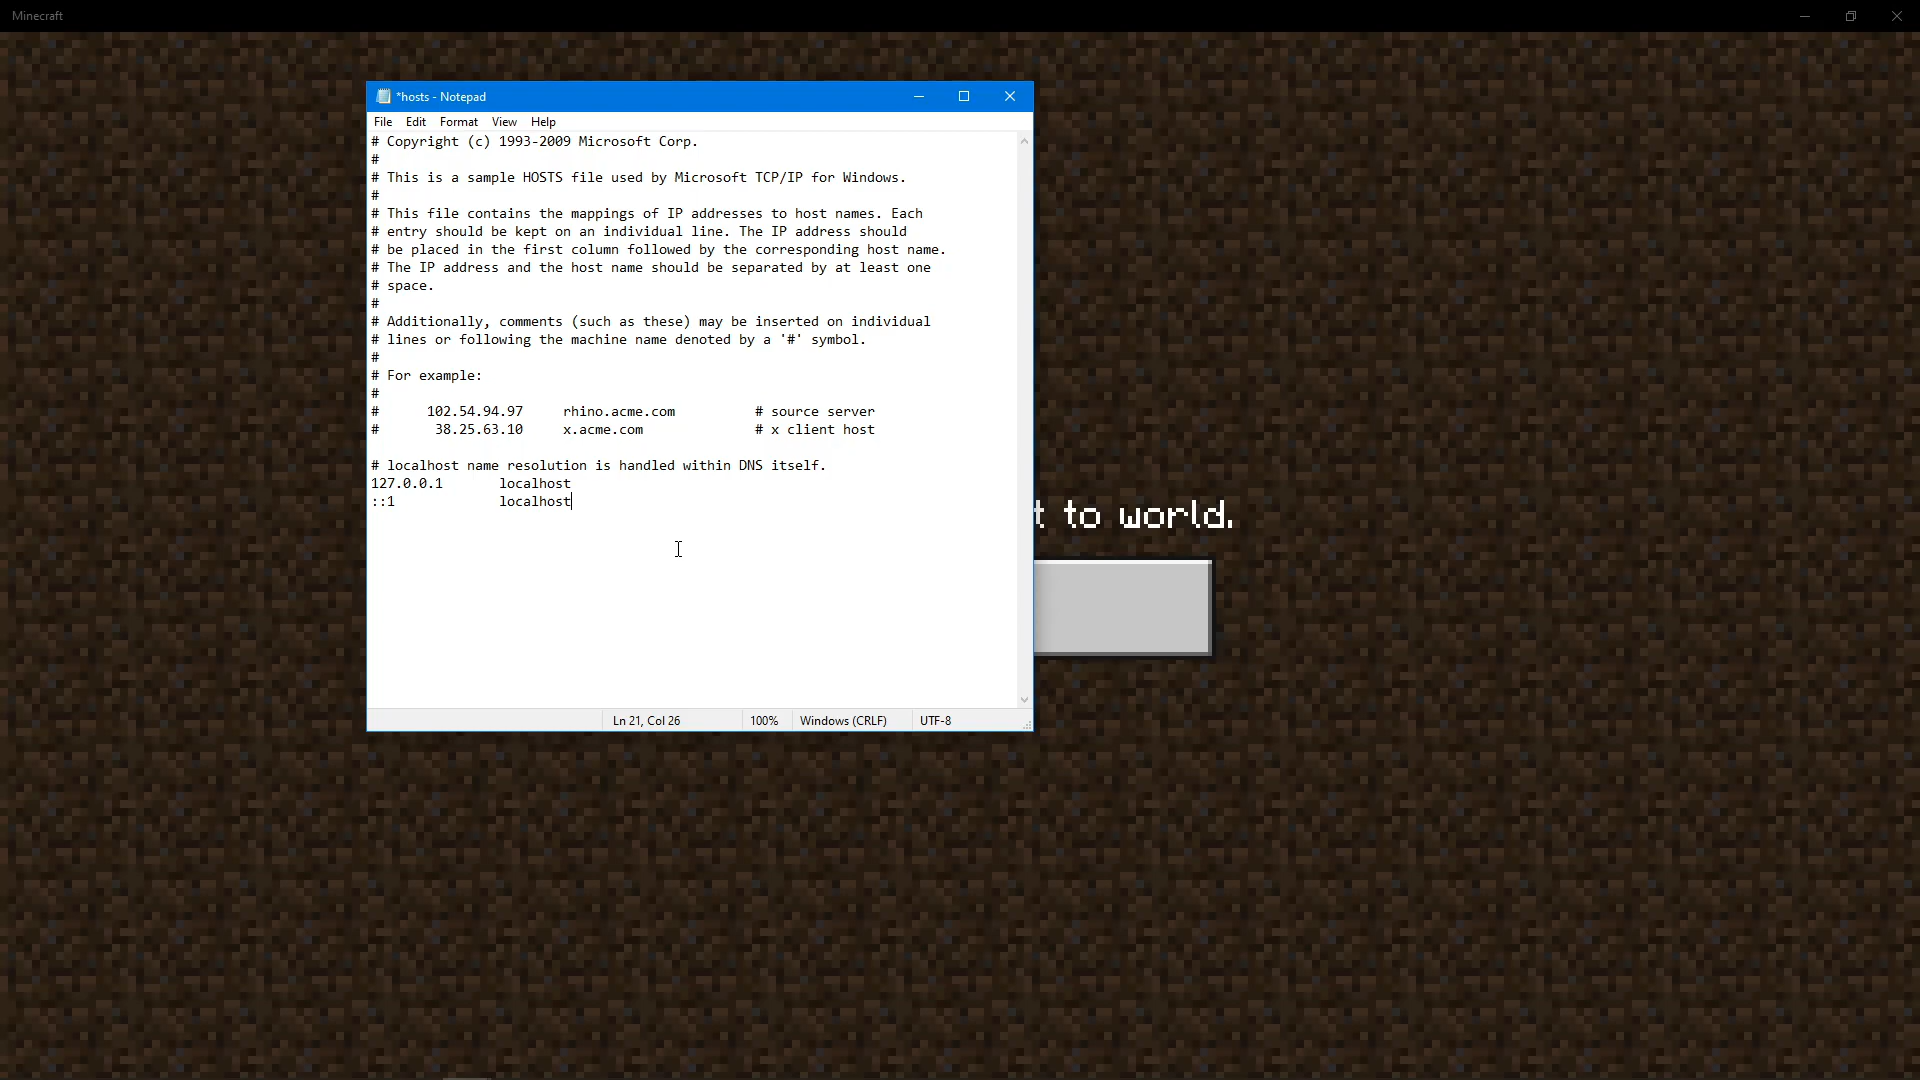 Minecraft
*hosts - Notepad
File Edit Format View Help
# Copyright (c) 1993-2009 Microsoft Corp.
#
# This is a sample HOSTS file used by Microsoft TCP/IP for Windows.
#
# This file contains the mappings of IP addresses to host names. Each
# entry should be kept on an individual line. The IP address should
# be placed in the first column followed by the corresponding host name.
# The IP address and the host name should be separated by at least one
# space.
#
# Additionally, comments (such as these) may be inserted on individual
# lines or following the machine name denoted by a '#' symbol.
#
# For example:
#
#      102.54.94.97     rhino.acme.com          # source server
#       38.25.63.10     x.acme.com              # x client host

# localhost name resolution is handled within DNS itself.
127.0.0.1       localhost
::1             localhost
t to world.
Ln 21, Col 26 100% Windows (CRLF) UTF-8